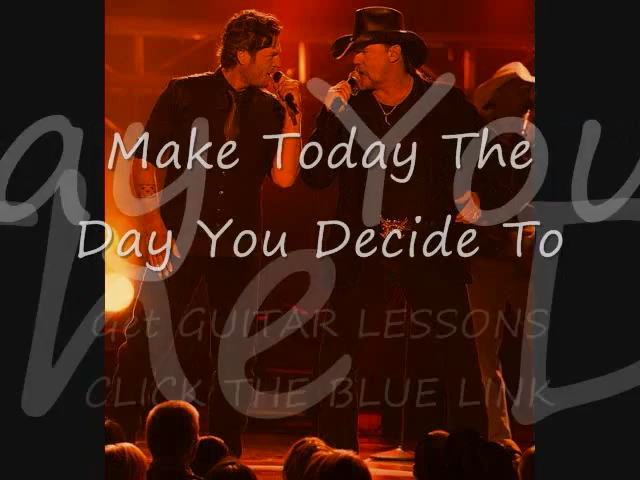 Make Today The
Day You Decide To
Get GUITAR LESSONS
CLICK THE BLUE LINK